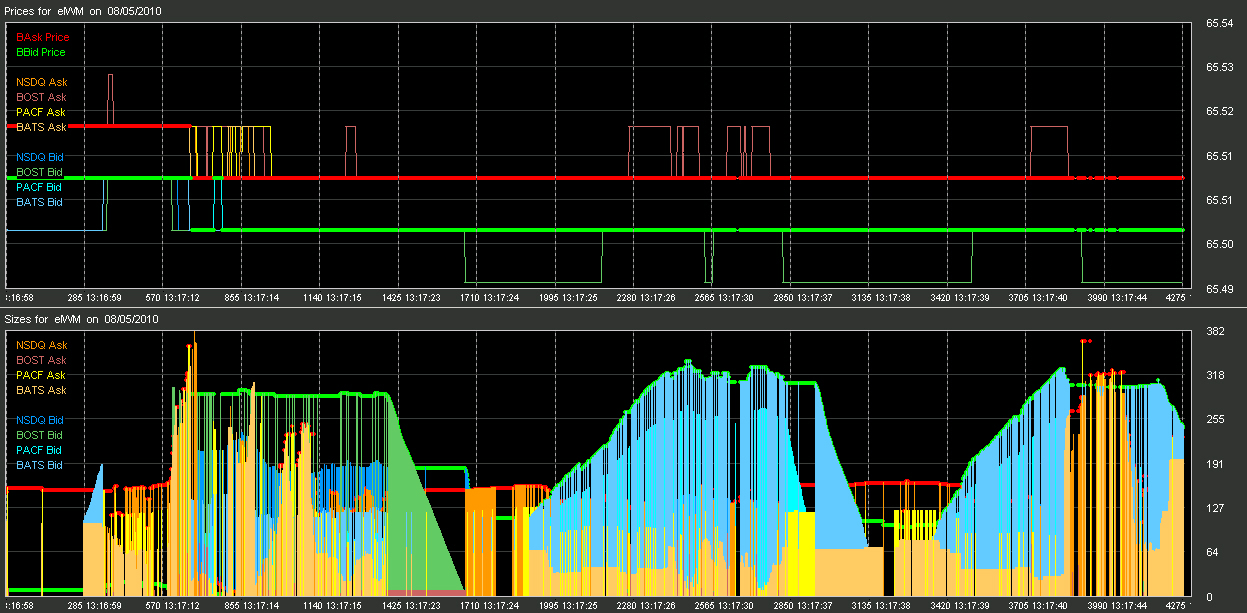 Prices for eIWM on 08/05/2010
BAsk Price
BBid Price
NSDQ Ask
BOST Ask
PACF Ask
BATS Ask
NSDQ Bid
BOST Bid
PACF Bid
BATS Bid
65.54
65.53
65.52
65.51
65.51
65.50
65.49
:16:58 285 13:16:59 570 13:17:12 855 13:17:14 1140 13:17:15 1425 13:17:23 1710 13:17:24 1995 13:17:25 2280 13:17:26 2565 13:17:30 2850 13:17:37 3135 13:17:38 3420 13:17:39 3705 13:17:40 3990 13:17:44 4275
Sizes for eIWM on 08/05/2010
NSDQ Ask
BOST Ask
PACF Ask
BATS Ask
NSDQ Bid
BOST Bid
PACF Bid
BATS Bid
382
318
255
191
127
64
0
:16:58 285 13:16:59 570 13:17:12 855 13:17:14 1140 13:17:15 1425 13:17:23 1710 13:17:24 1995 13:17:25 2280 13:17:26 2565 13:17:30 2850 13:17:37 3135 13:17:38 3420 13:17:39 3705 13:17:40 3990 13:17:44 4275